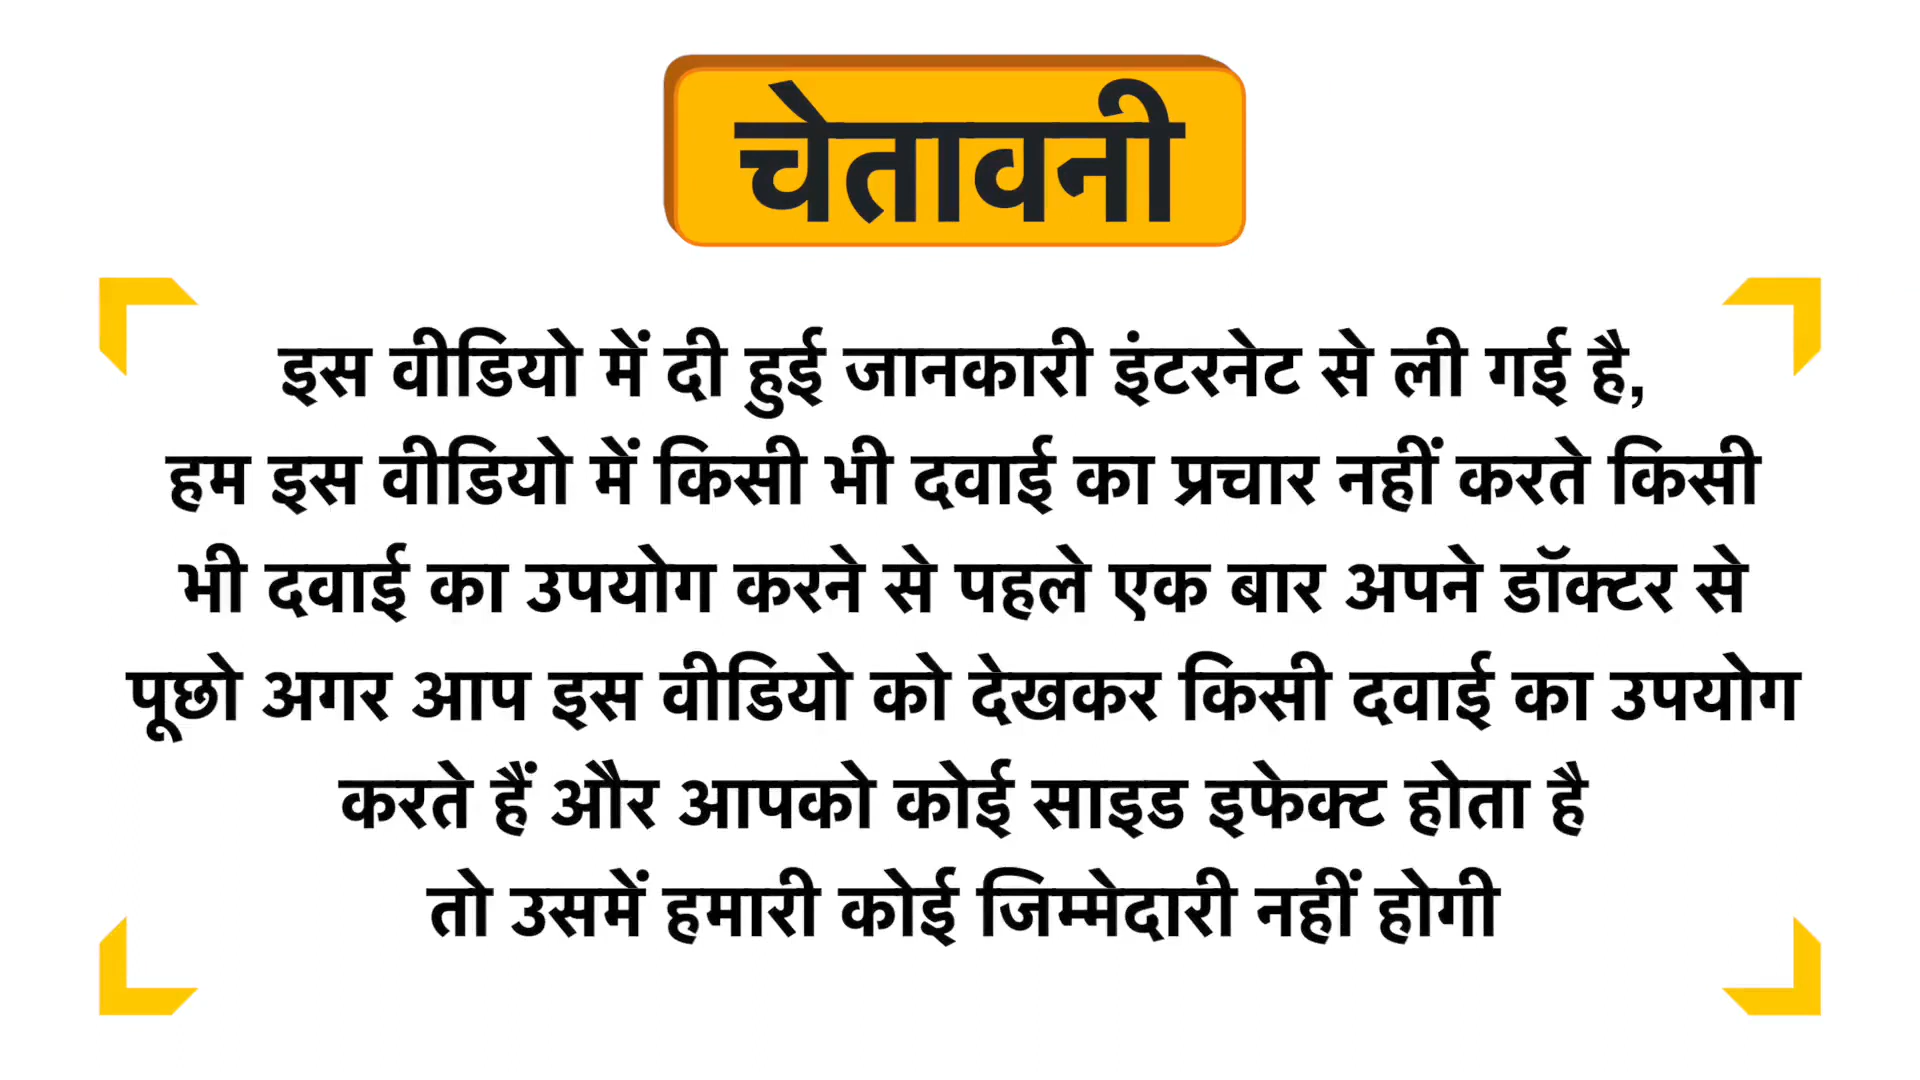 चेतावनी
इस वीडियो में दी हुई जानकारी इंटरनेट से ली गई है,
हम इस वीडियो में किसी भी दवाई का प्रचार नहीं करते किसी
भी दवाई का उपयोग करने से पहले एक बार अपने डॉक्टर से
पूछो अगर आप इस वीडियो को देखकर किसी दवाई का उपयोग
करते हैं और आपको कोई साइड इफेक्ट होता है
तो उसमें हमारी कोई जिम्मेदारी नहीं होगी